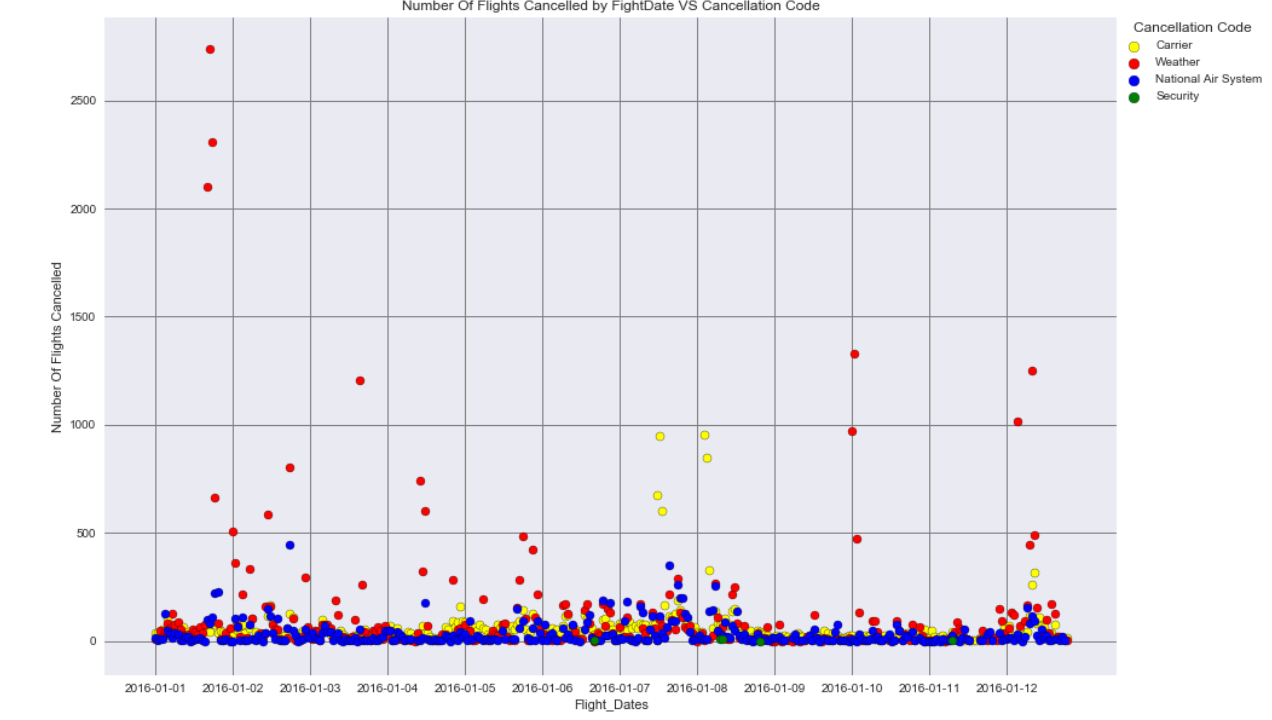 Number Of Flights Cancelled by FightDate VS Cancellation Code
Cancellation Code
Carrier
Weather
National Air System
Security
Number Of Flights Cancelled
2500
2000
1500
1000
500
0
2016-01-01 2016-01-02 2016-01-03 2016-01-04 2016-01-05 2016-01-06 2016-01-07 2016-01-08 2016-01-09 2016-01-10 2016-01-11 2016-01-12
Flight_Dates